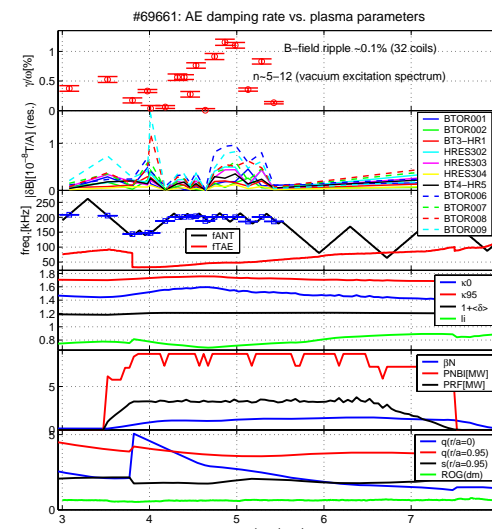 #69661: AE damping rate vs. plasma parameters
γ/ω[%]
1
0.5
0
B−field ripple ~0.1% (32 coils)
n~5−12 (vacuum excitation spectrum)
|δB|[10^−8T/A] (res.)
1
0
BTOR001
BTOR002
BT3−HR1
HRES302
HRES303
HRES304
BT4−HR5
BTOR006
BTOR007
BTOR008
BTOR009
freq.[kHz]
250
200
150
100
50
fANT
fTAE
1.8
1.6
1.4
1.2
1
0.8
κ0
κ95
1+<δ>
li
5
0
βN
PNBI[MW]
PRF[MW]
5
0
q(r/a=0)
q(r/a=0.95)
s(r/a=0.95)
ROG(dm)
3 4 5 6 7